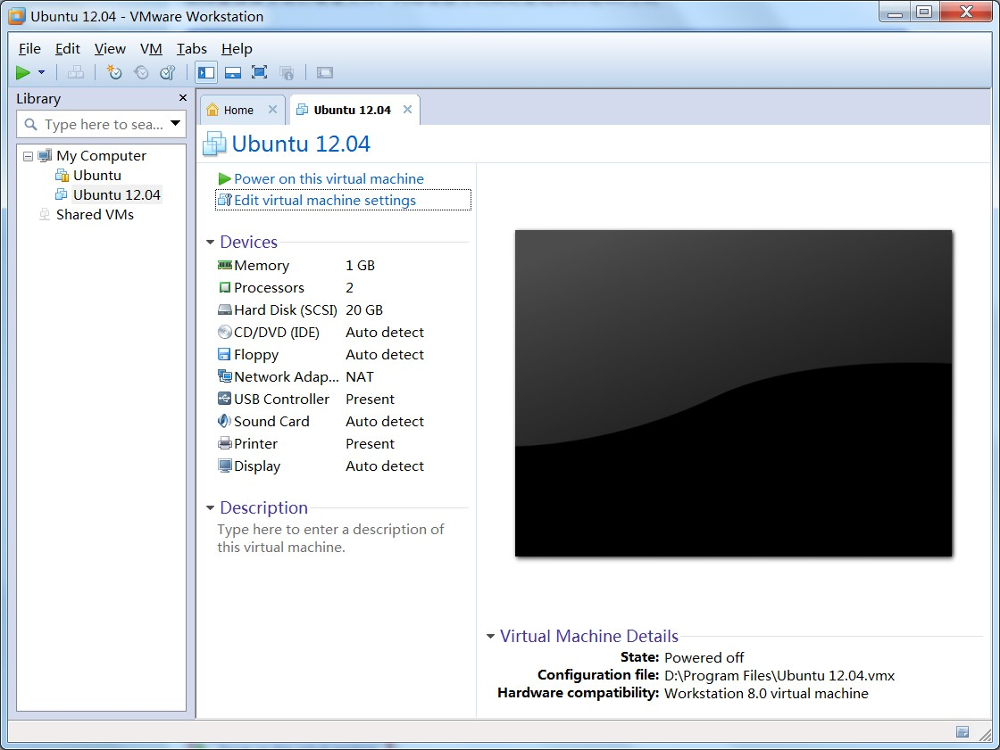 Ubuntu 12.04 - VMware Workstation
File Edit View VM Tabs Help
Library
Type here to sea...
My Computer
Ubuntu
Ubuntu 12.04
Shared VMs
Home
Ubuntu 12.04
Ubuntu 12.04
Power on this virtual machine
Edit virtual machine settings
Devices
Memory 1 GB
Processors 2
Hard Disk (SCSI) 20 GB
CD/DVD (IDE) Auto detect
Floppy Auto detect
Network Adap... NAT
USB Controller Present
Sound Card Auto detect
Printer Present
Display Auto detect
Description
Type here to enter a description of
this virtual machine.
Virtual Machine Details
State: Powered off
Configuration file: D:\Program Files\Ubuntu 12.04.vmx
Hardware compatibility: Workstation 8.0 virtual machine